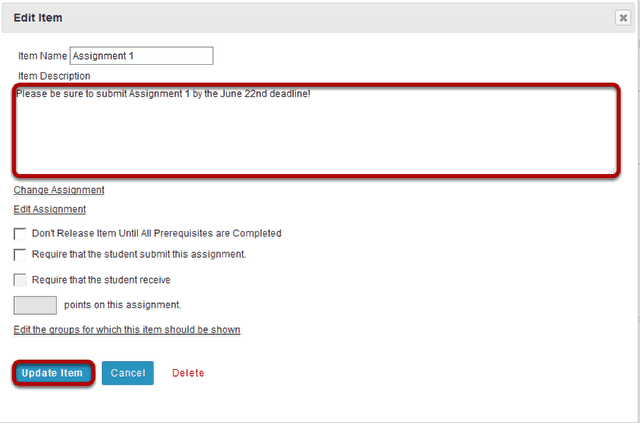 Edit Item
Item Name Assignment 1
Item Description
Please be sure to submit Assignment 1 by the June 22nd deadline!
Change Assignment
Edit Assignment
Don't Release Item Until All Prerequisites are Completed
Require that the student submit this assignment.
Require that the student receive
points on this assignment.
Edit the groups for which this item should be shown
Update Item Cancel Delete